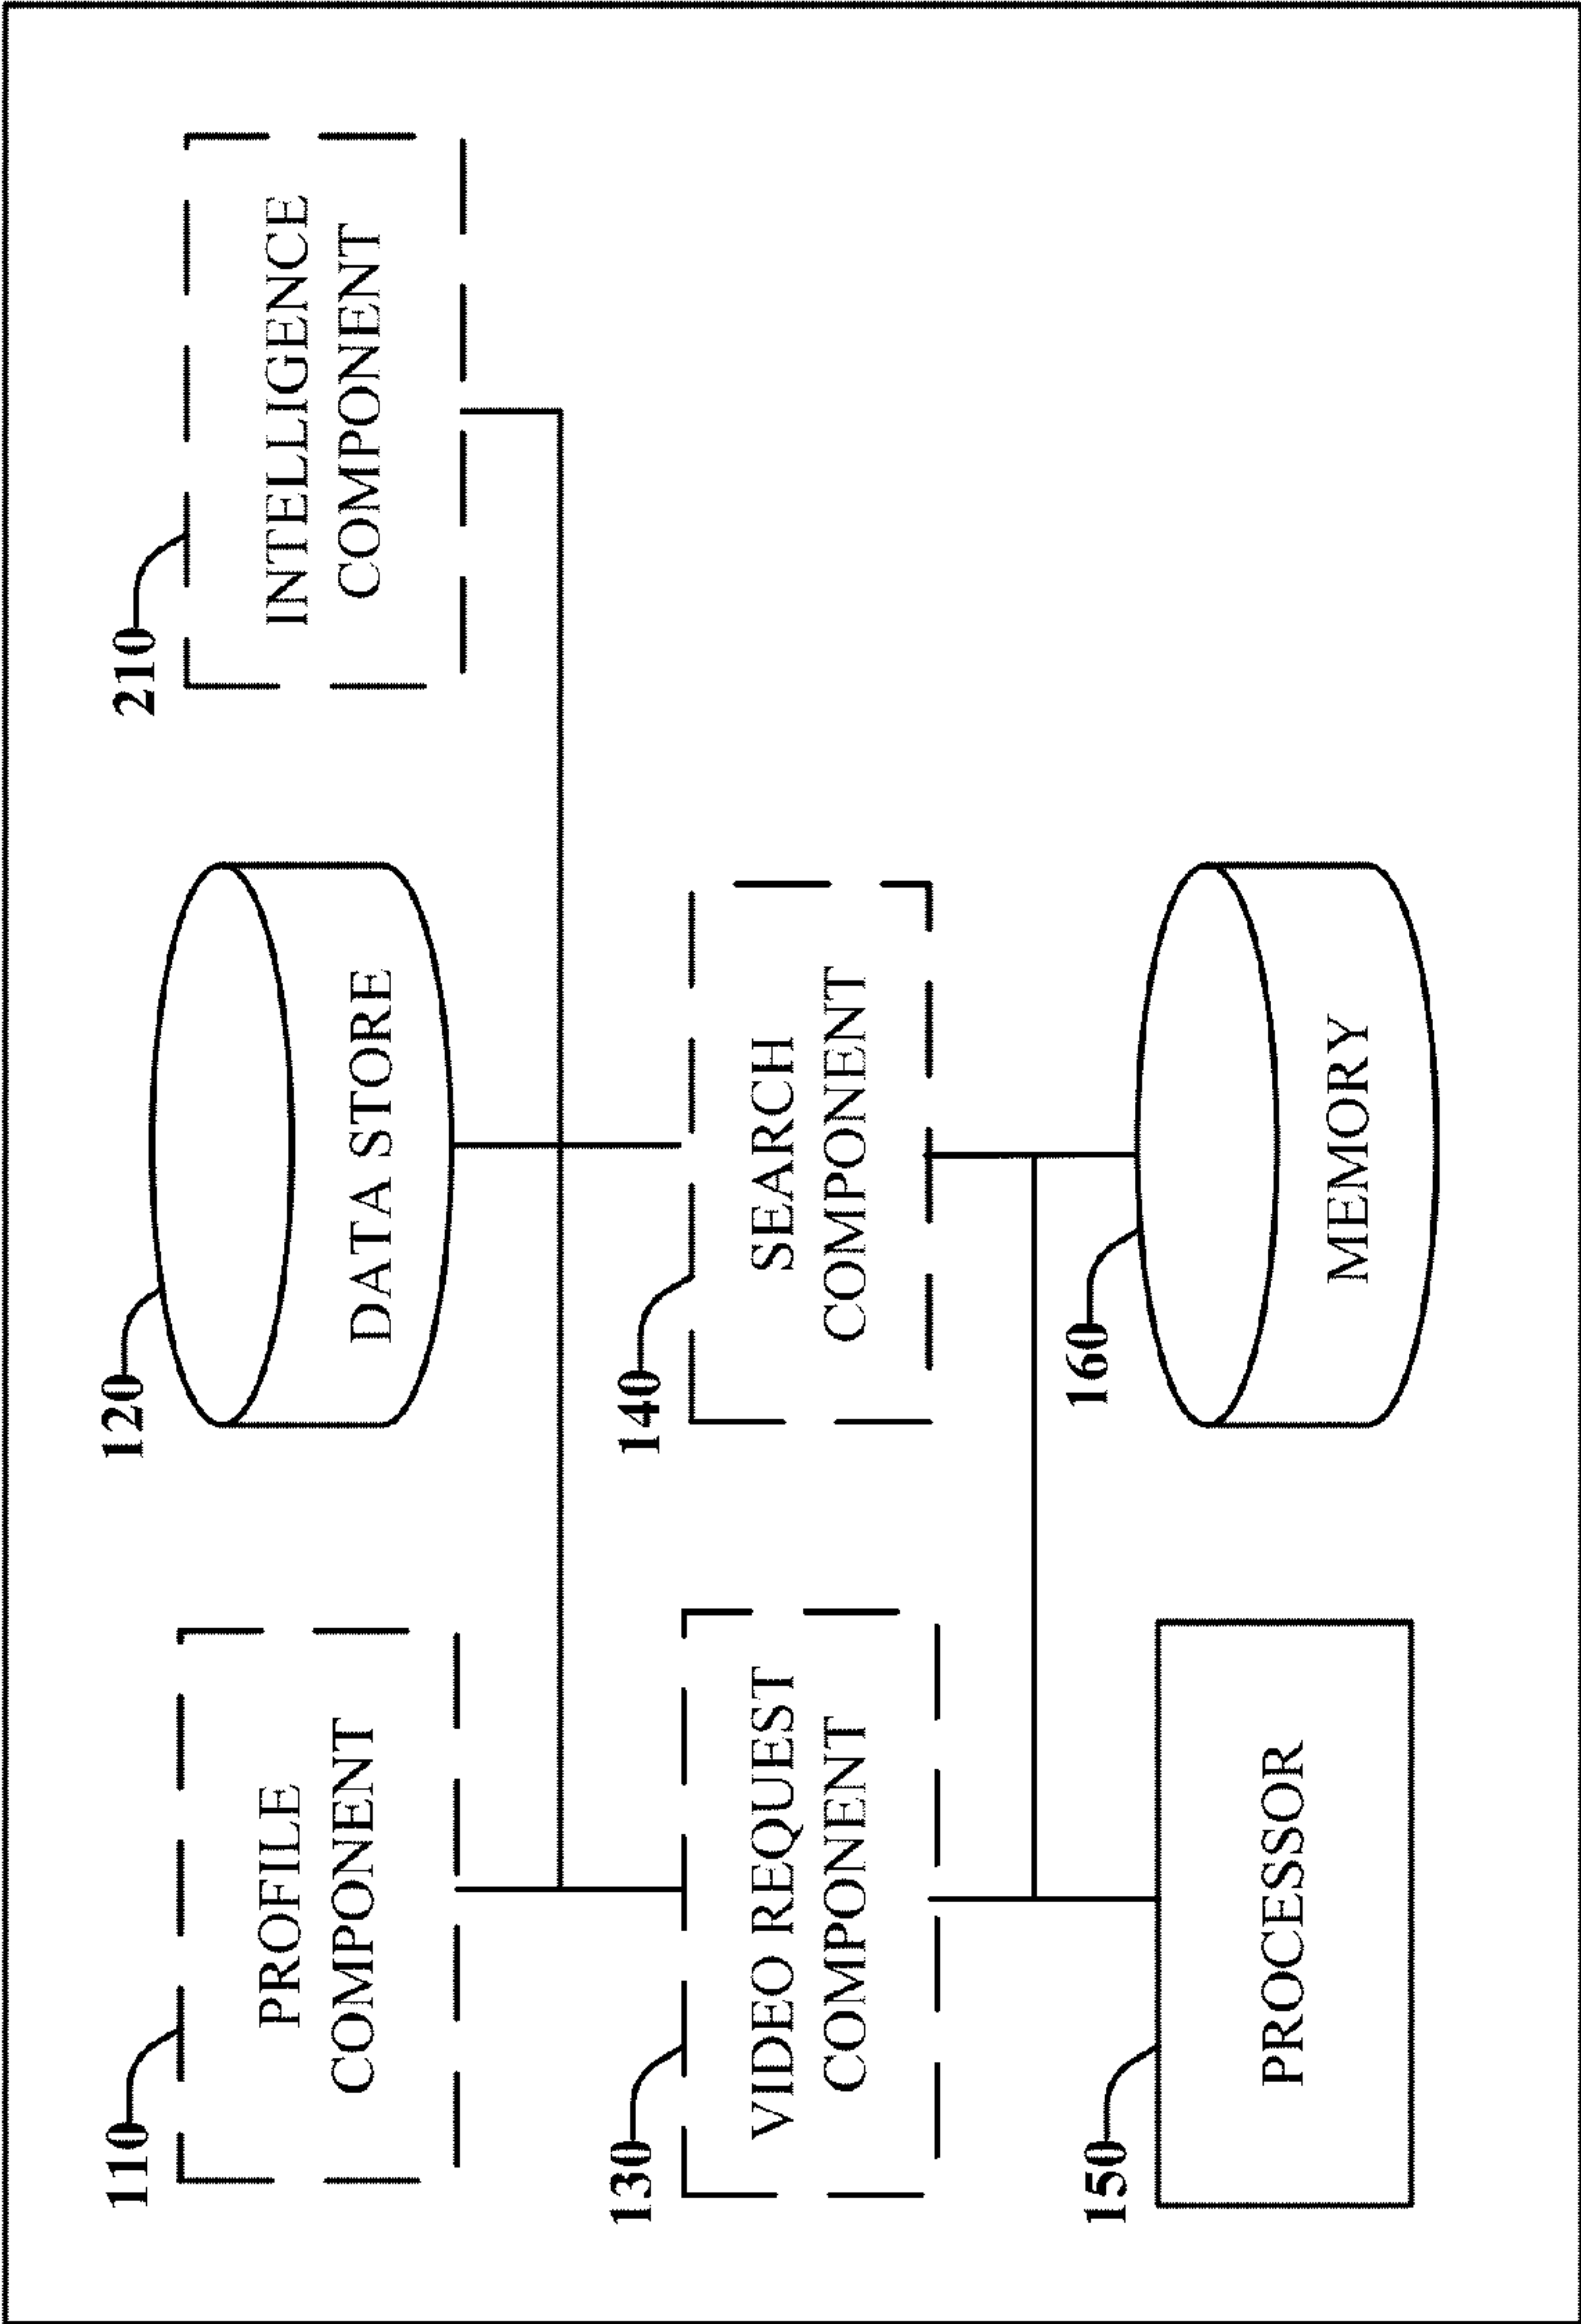 110
PROFILE
COMPONENT
120
DATA STORE
210
INTELLIGENCE
COMPONENT
130
VIDEO REQUEST
COMPONENT
140
SEARCH
COMPONENT
150
PROCESSOR
160
MEMORY